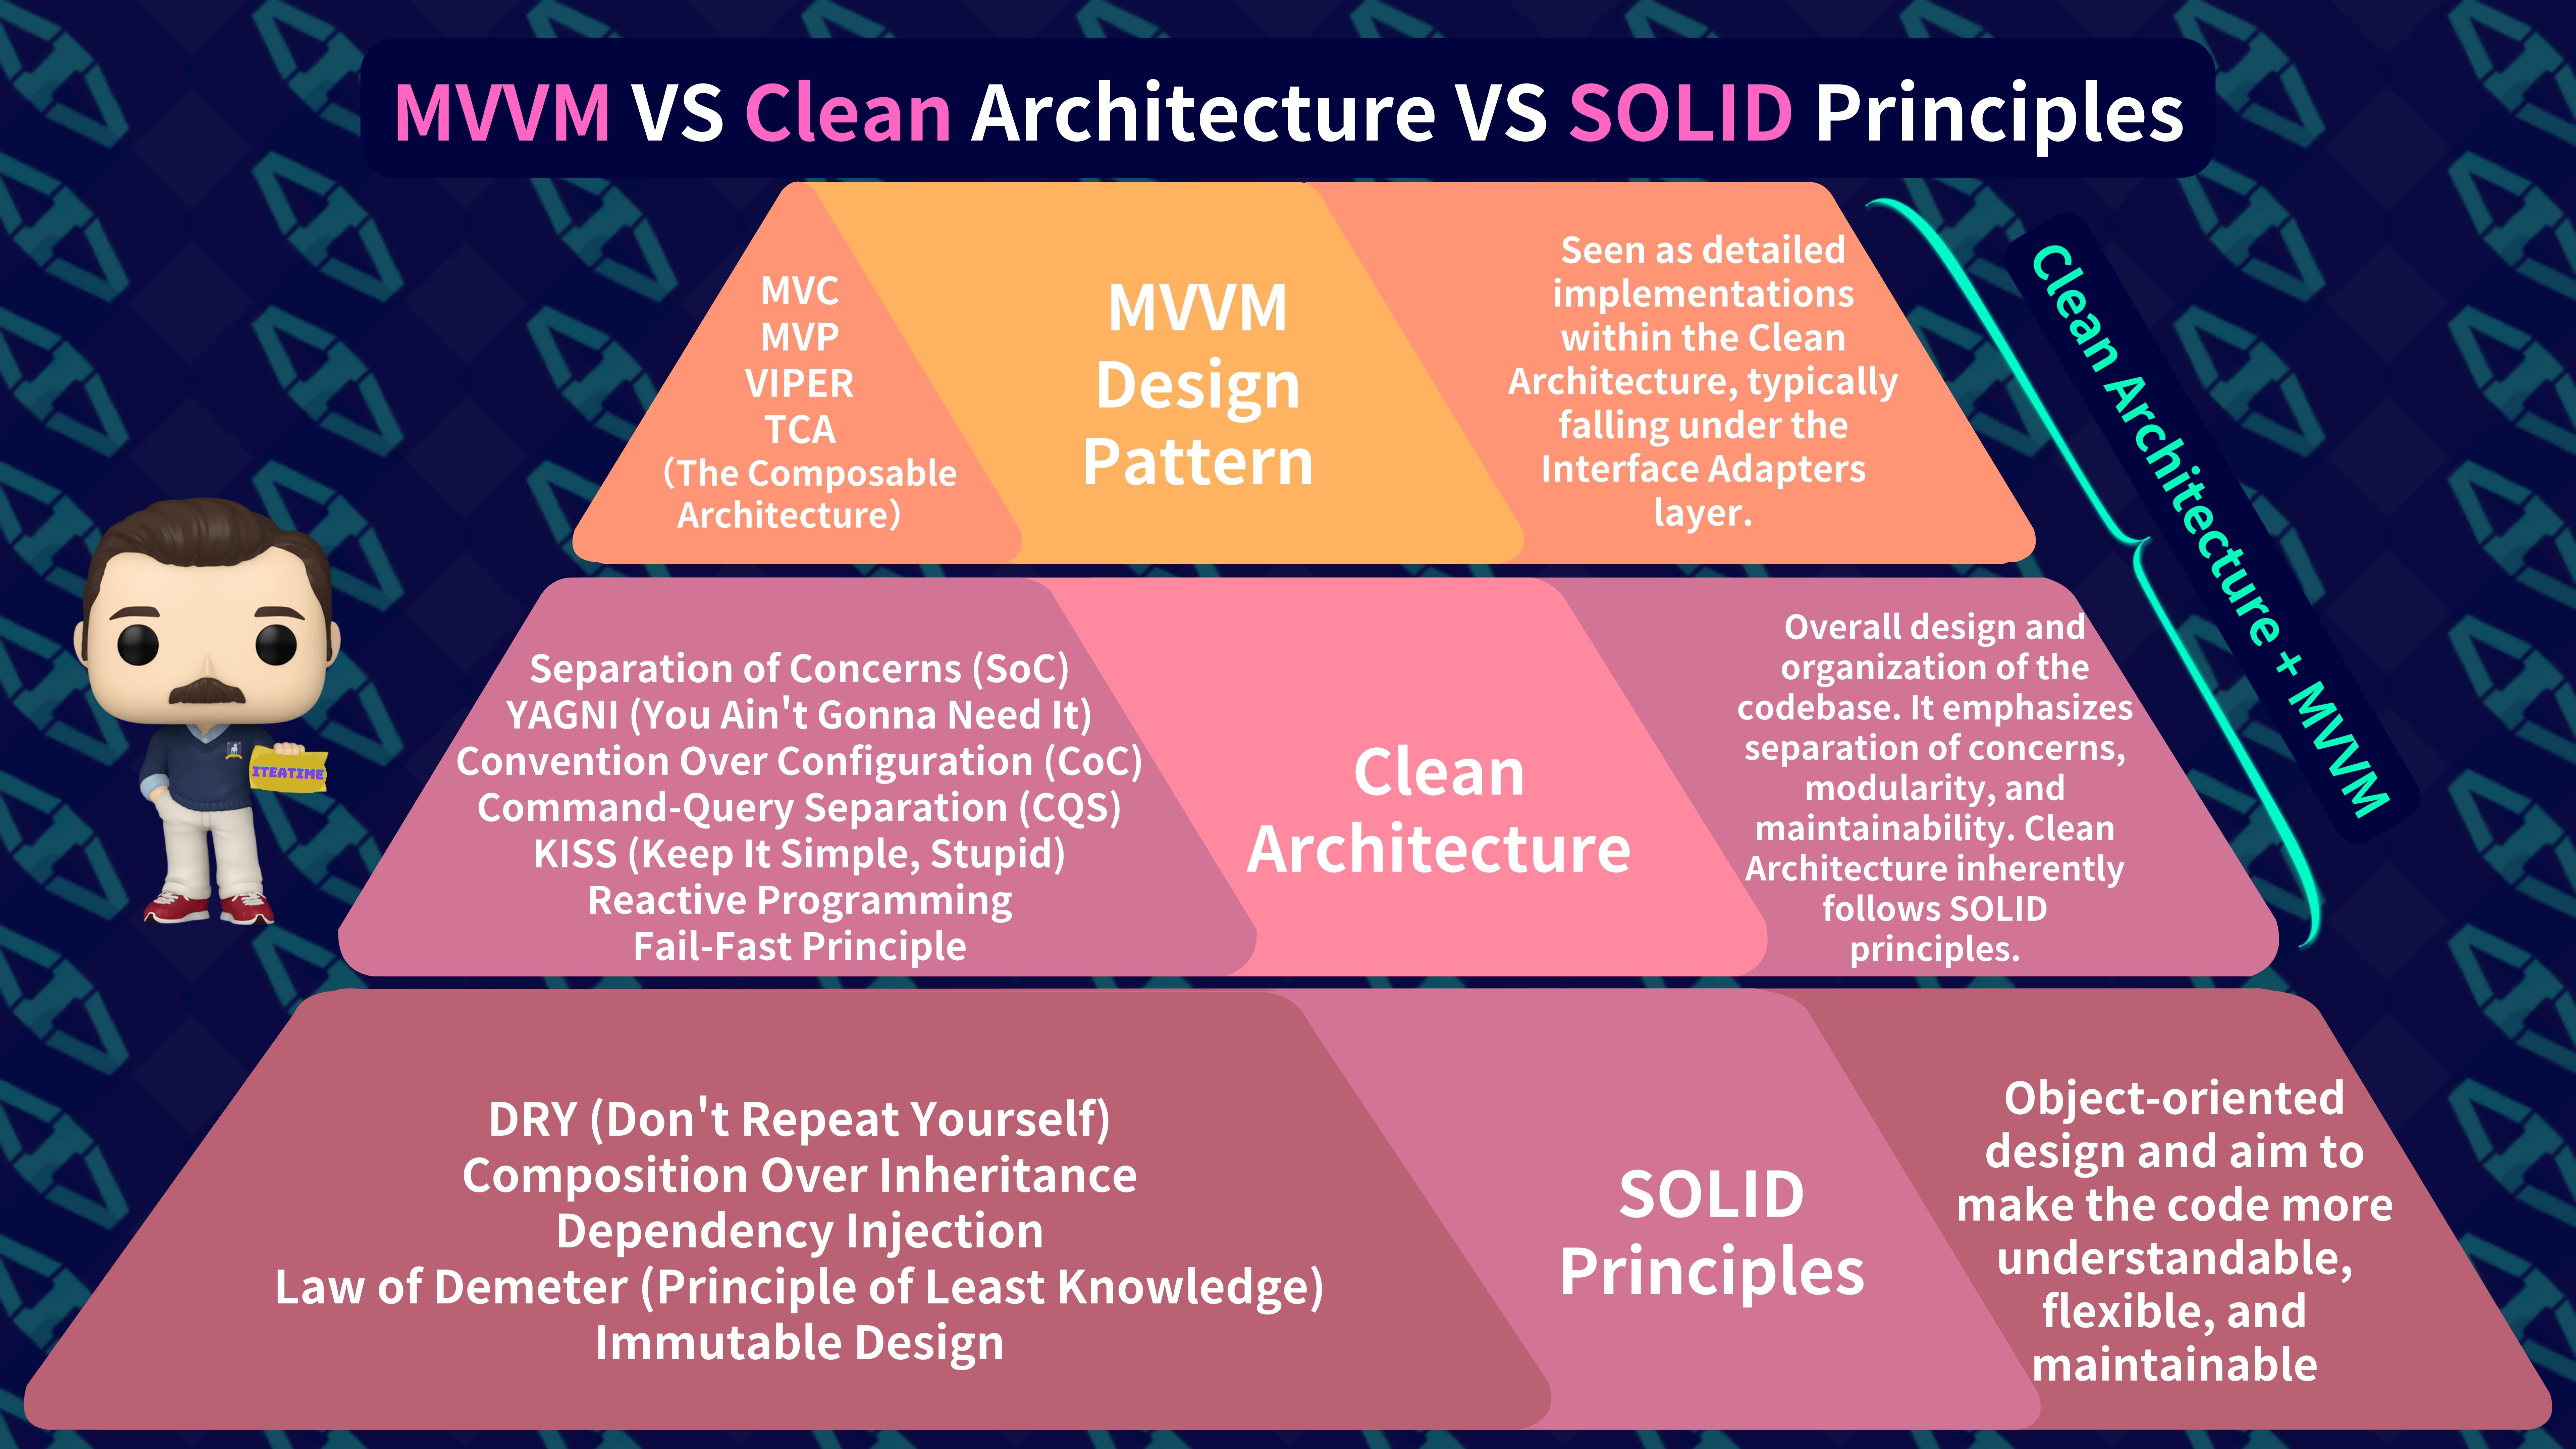 MVVM VS Clean Architecture VS SOLID Principles
MVC
MVP
VIPER
TCA
（The Composable
Architecture）
MVVM
Design
Pattern
Seen as detailed
implementations
within the Clean
Architecture, typically
falling under the
Interface Adapters
layer.
Clean Architecture + MVVM
Separation of Concerns (SoC)
YAGNI (You Ain't Gonna Need It)
Convention Over Configuration (CoC)
Command-Query Separation (CQS)
KISS (Keep It Simple, Stupid)
Reactive Programming
Fail-Fast Principle
Clean
Architecture
Overall design and
organization of the
codebase. It emphasizes
separation of concerns,
modularity, and
maintainability. Clean
Architecture inherently
follows SOLID
principles.
ITEATIME
DRY (Don't Repeat Yourself)
Composition Over Inheritance
Dependency Injection
Law of Demeter (Principle of Least Knowledge)
Immutable Design
SOLID
Principles
Object-oriented
design and aim to
make the code more
understandable,
flexible, and
maintainable